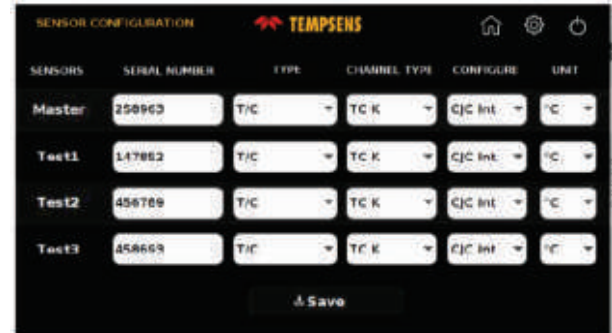 SENSOR CONFIGURATION TEMPSENS
SENSORS SERIAL NUMBER TYPE CHANNEL TYPE CONFIGURE UNIT
Master 258963 T/C TC K CJC Int °C
Test1 147852 T/C TC K CJC Int °C
Test2 456789 T/C TC K CJC Int °C
Test3 T/C TC K CJC Int °C
Save